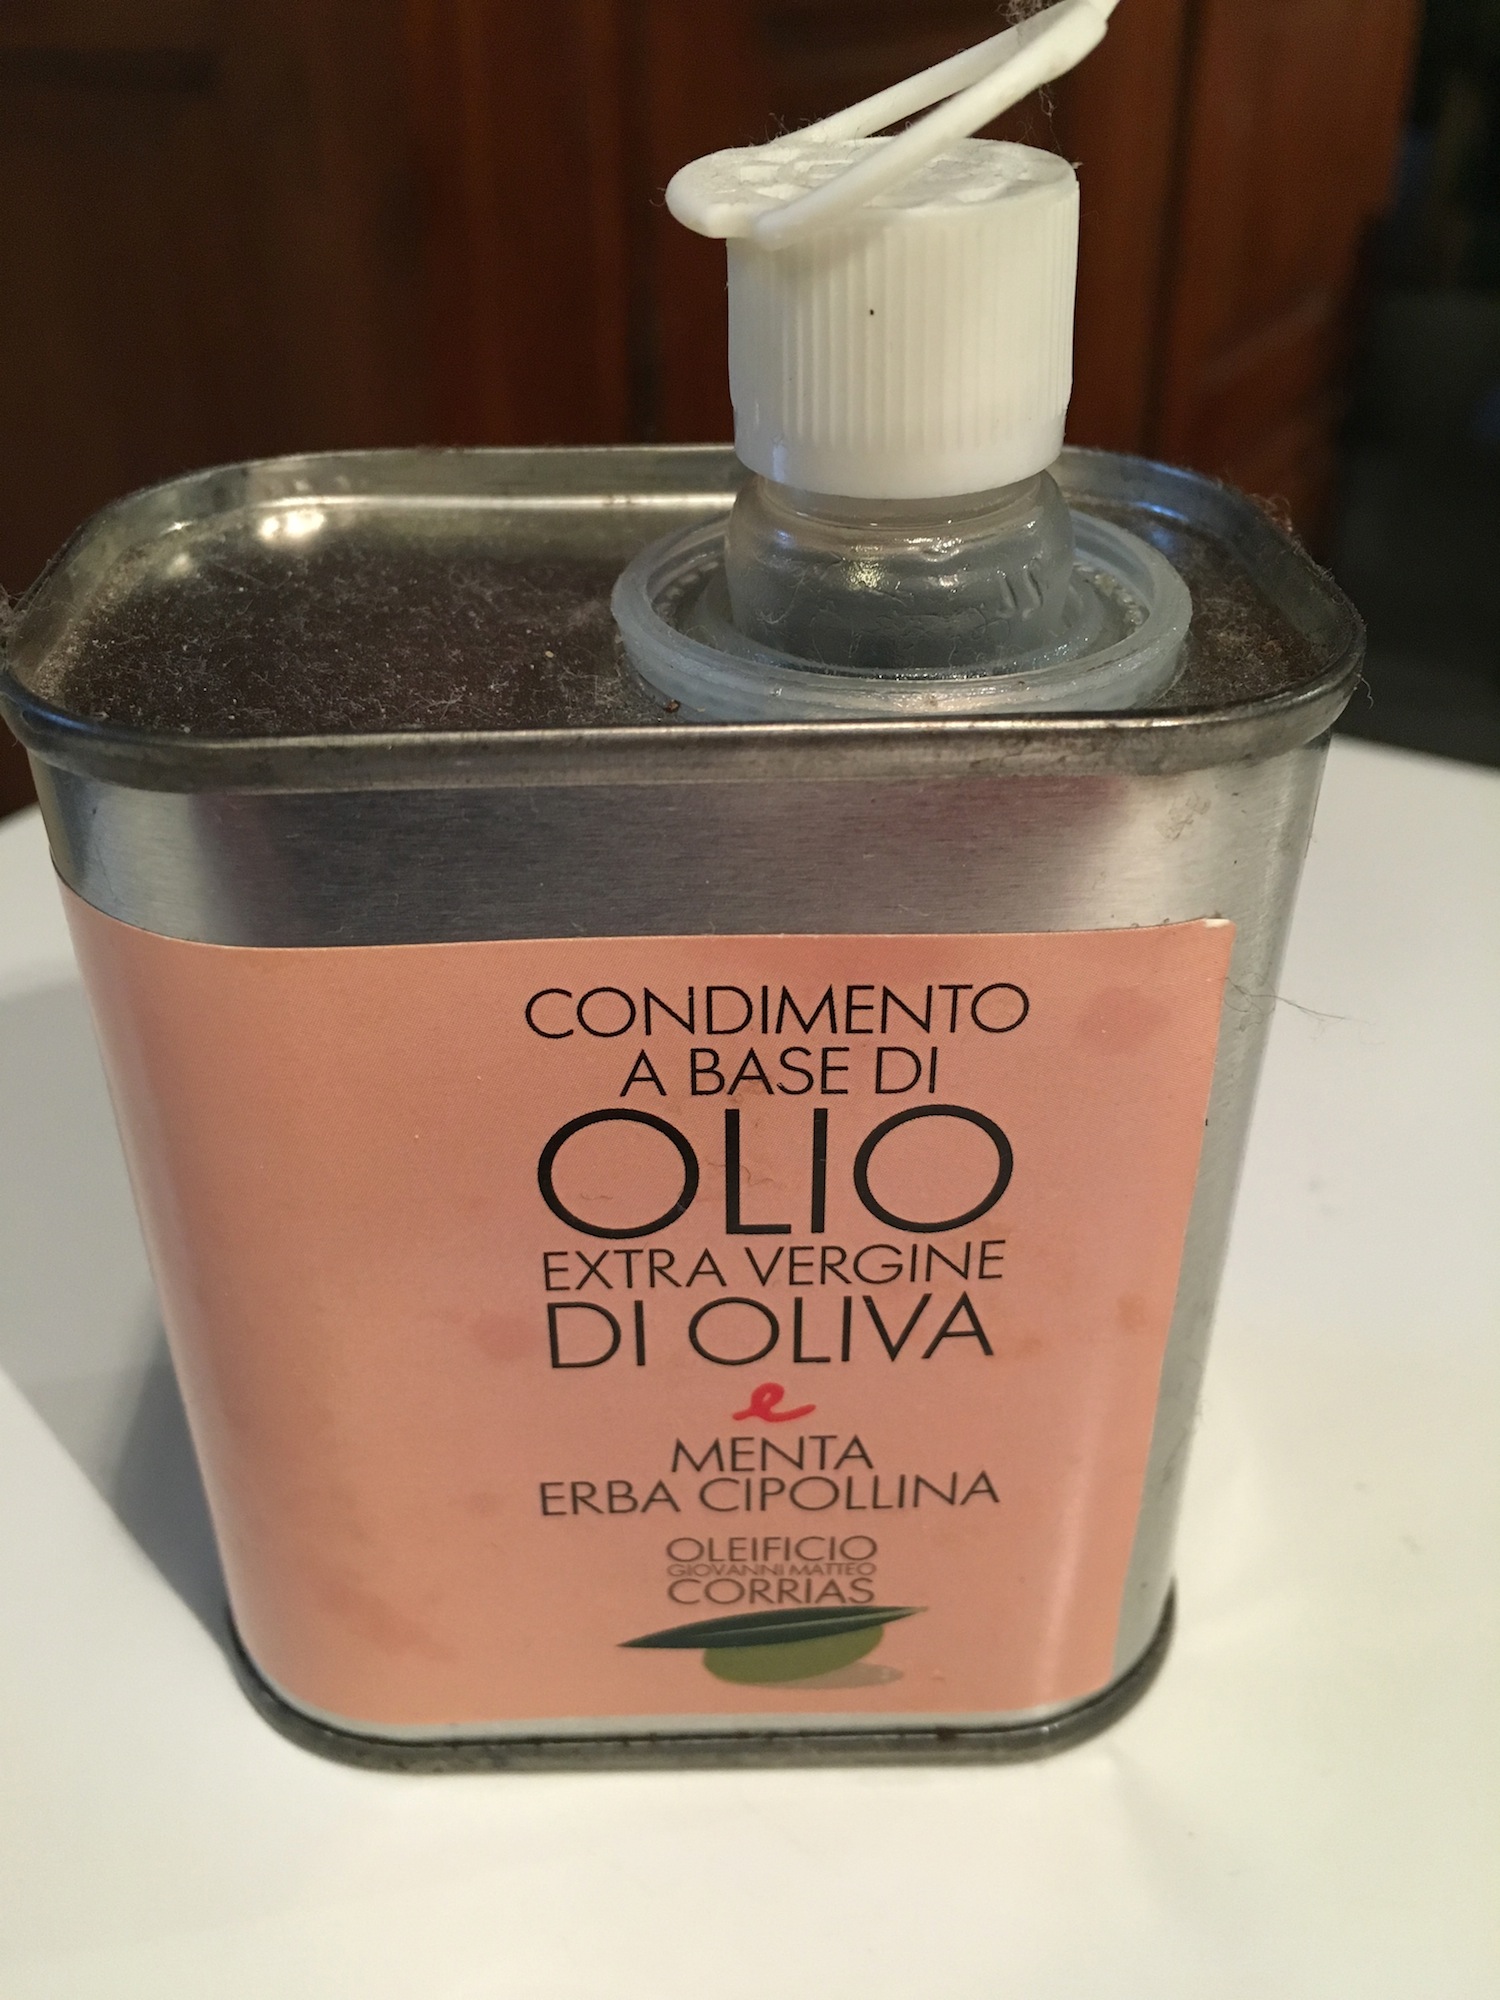 CONDIMENTO
A BASE DI
OLIO
EXTRA VERGINE
DI OLIVA
e
MENTA
ERBA CIPOLLINA
OLEIFICIO
GIOVANNI MATTEO
CORRIAS